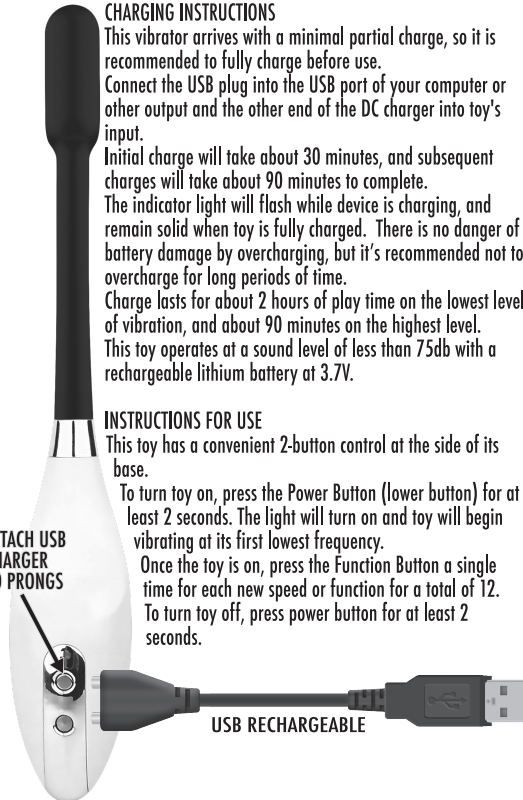 CHARGING INSTRUCTIONS
This vibrator arrives with a minimal partial charge, so it is
recommended to fully charge before use.
Connect the USB plug into the USB port of your computer or
other output and the other end of the DC charger into toy's
input.
Initial charge will take about 30 minutes, and subsequent
charges will take about 90 minutes to complete.
The indicator light will flash while device is charging, and
remain solid when toy is fully charged.  There is no danger of
battery damage by overcharging, but it's recommended not to
overcharge for long periods of time.
Charge lasts for about 2 hours of play time on the lowest level
of vibration, and about 90 minutes on the highest level.
This toy operates at a sound level of less than 75db with a
rechargeable lithium battery at 3.7V.
INSTRUCTIONS FOR USE
This toy has a convenient 2-button control at the side of its
base.
To turn toy on, press the Power Button (lower button) for at
least 2 seconds. The light will turn on and toy will begin
vibrating at its first lowest frequency.
Once the toy is on, press the Function Button a single
time for each new speed or function for a total of 12.
To turn toy off, press power button for at least 2
seconds.
TACH USB
HARGER
O PRONGS
USB RECHARGEABLE